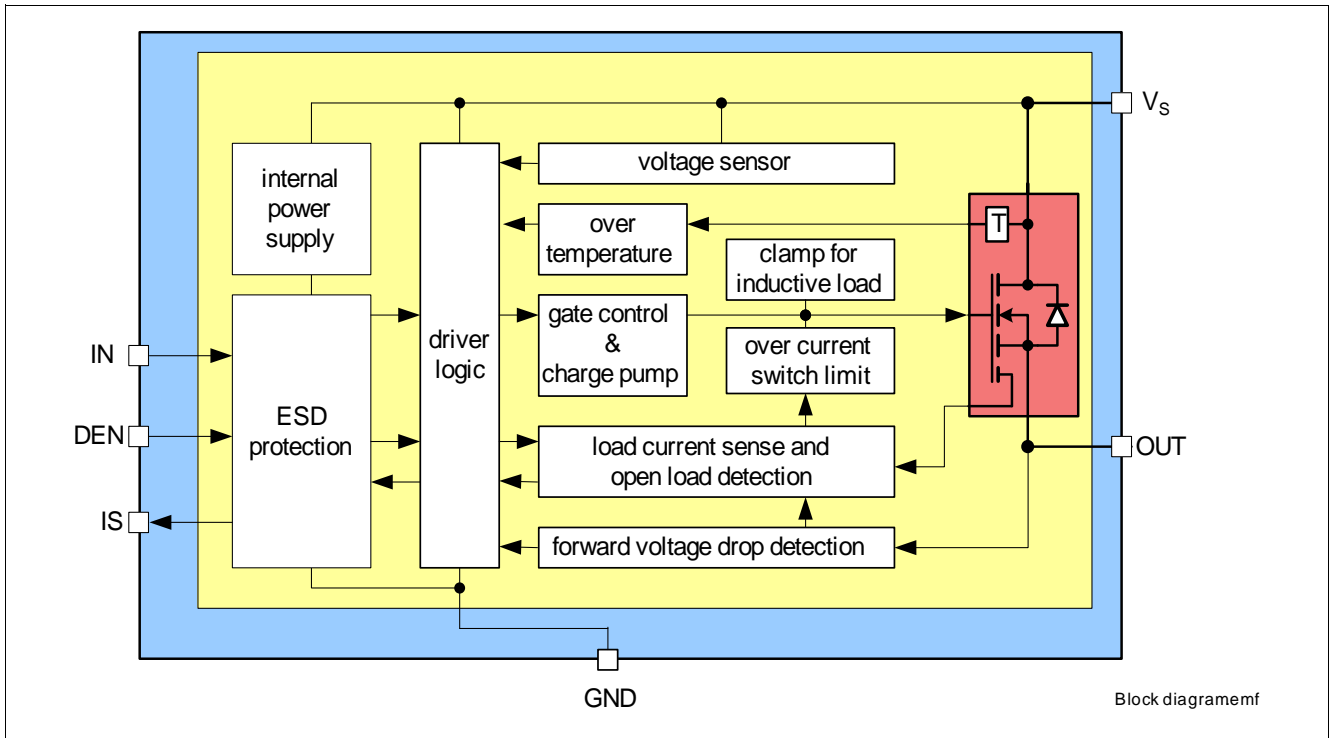 VS
voltage sensor
internal
power
supply
T
over
temperature
clamp for
inductive load
driver
logic
gate control
&
charge pump
over current
switch limit
IN
DEN
IS
ESD
protection
load current sense and
open load detection
OUT
forward voltage drop detection
GND
Block diagramemf